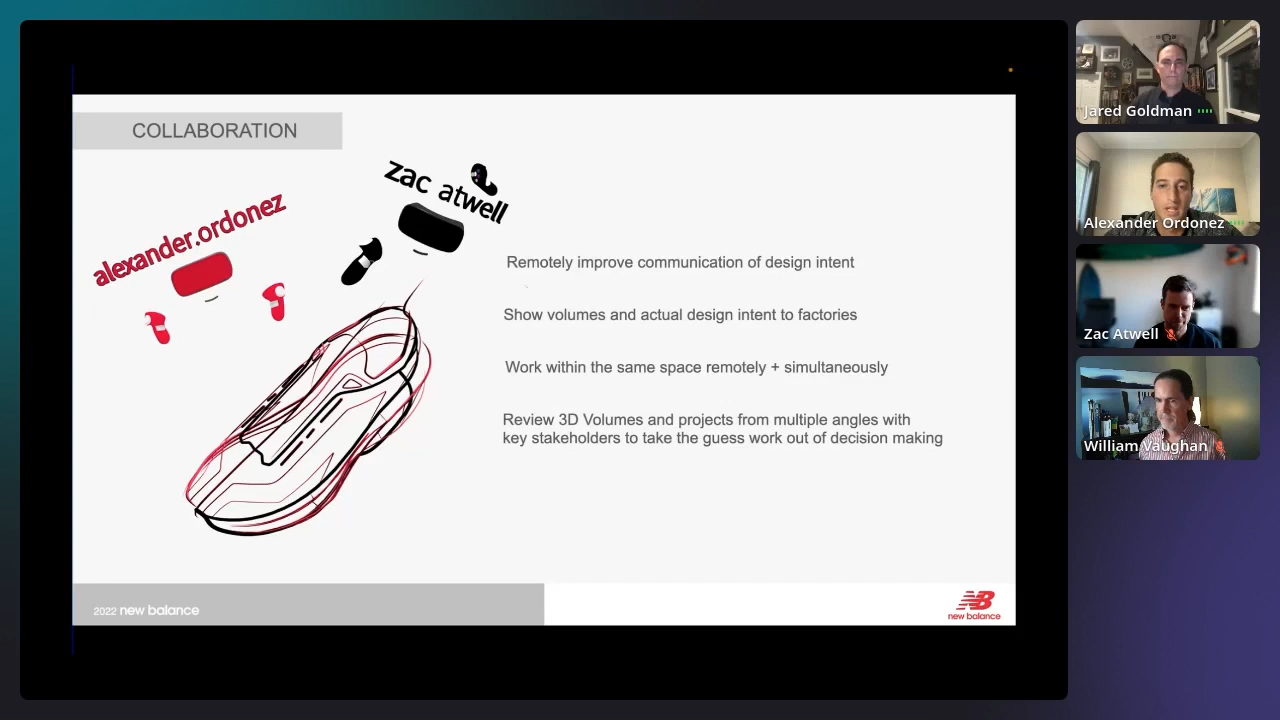 COLLABORATION
zac atwell
alexander.ordonez
Remotely improve communication of design intent
Show volumes and actual design intent to factories
Work within the same space remotely + simultaneously
Review 3D Volumes and projects from multiple angles with
key stakeholders to take the guess work out of decision making
2022 new balance
NB
new balance
Jared Goldman
Alexander Ordonez
Zac Atwell
William Vaughan